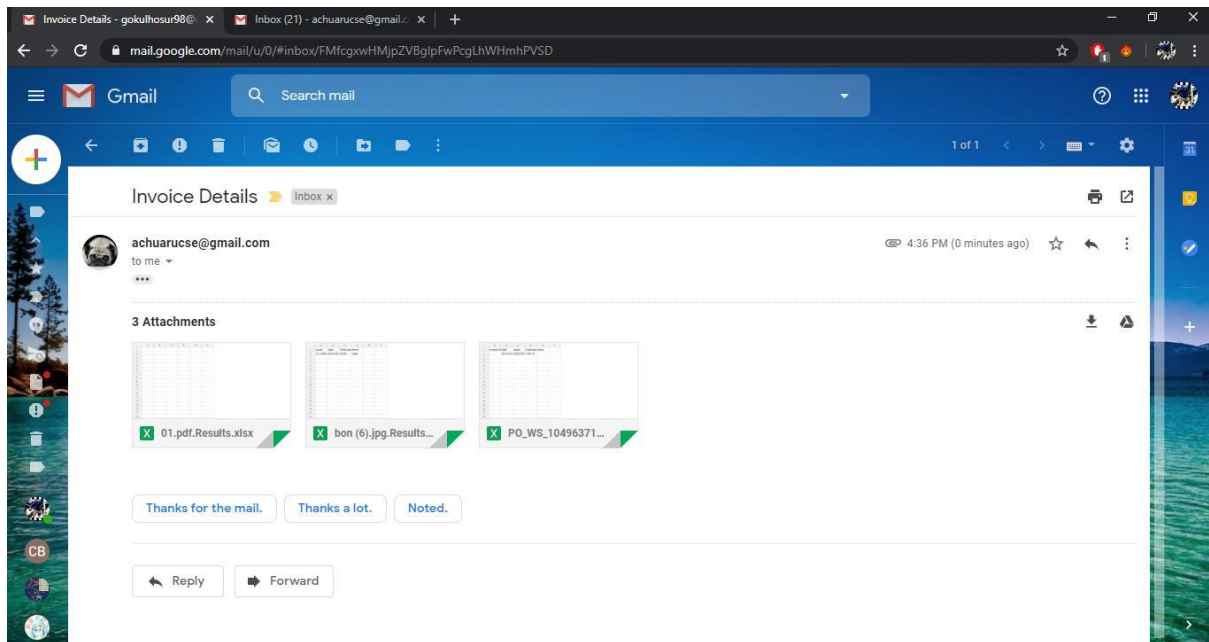 Invoice Details - gokulhosur98@
Inbox (21) - achuarucse@gmail.c
mail.google.com/mail/u/0/#inbox/FMfcgxwHMjpZVBglpFwPcgLhWHmhPVSD
1
Gmail
Search mail
1 of 1
31
Invoice Details
Inbox x
achuarucse@gmail.com
4:36 PM (0 minutes ago)
to me
3 Attachments
X 01.pdf.Results.xlsx
X bon (6).jpg.Results...
X PO_WS_10496371...
Thanks for the mail.
Thanks a lot.
Noted.
CB
Reply
Forward